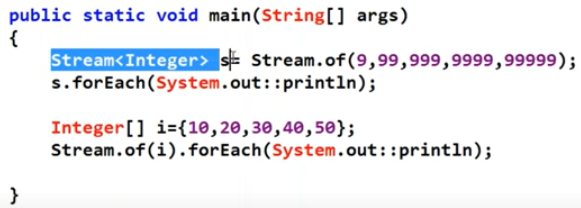 public static void main(String[] args)
{
Stream<Integer> s= Stream.of(9,99,999,9999,99999);
s.forEach(System.out::println);
Integer[] i={10,20,30,40,50};
Stream.of(i).forEach(System.out::println);
}